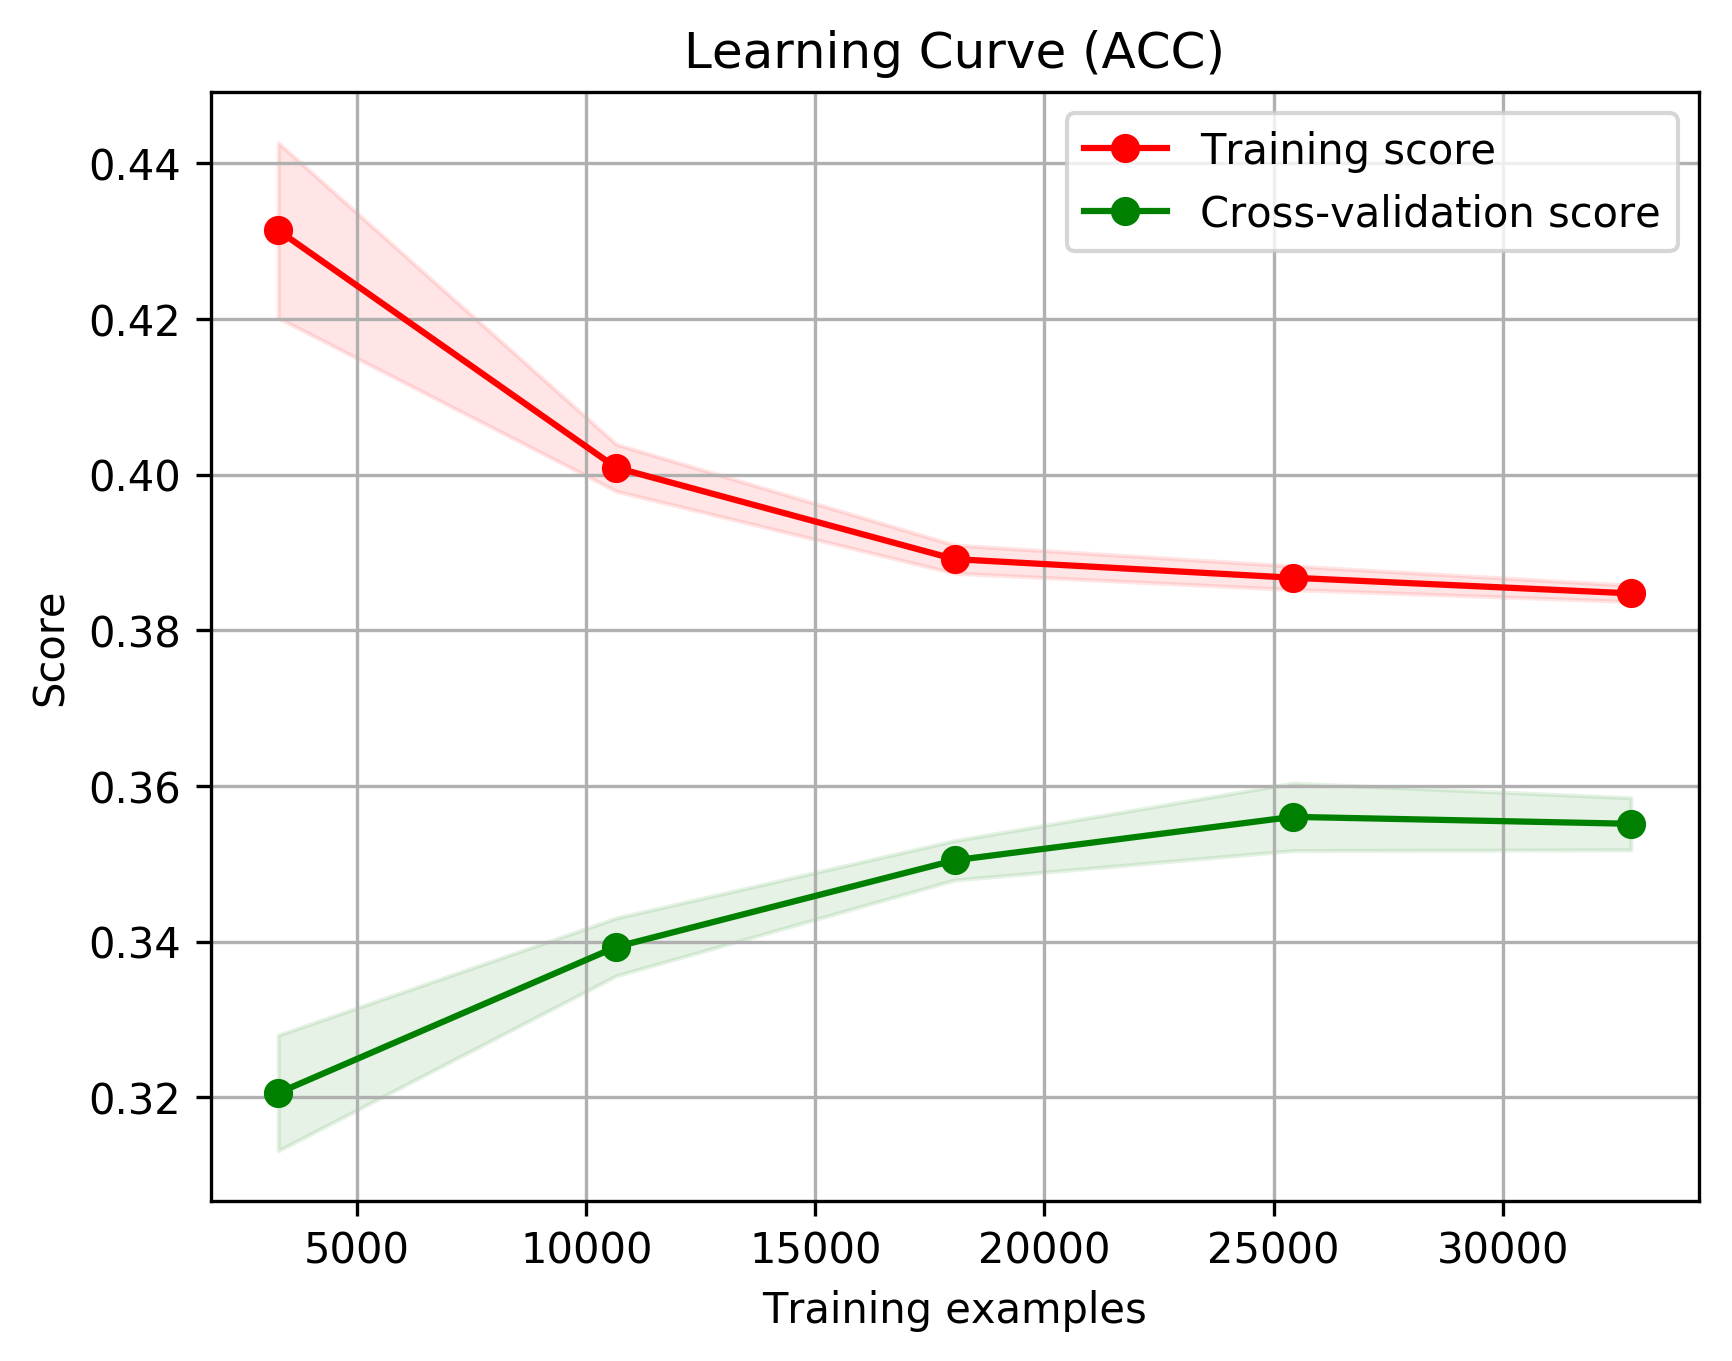 Learning Curve (ACC)
Training score
Cross-validation score
0.44
0.42
0.40
0.38
0.36
0.34
0.32
Score
5000 10000 15000 20000 25000 30000
Training examples